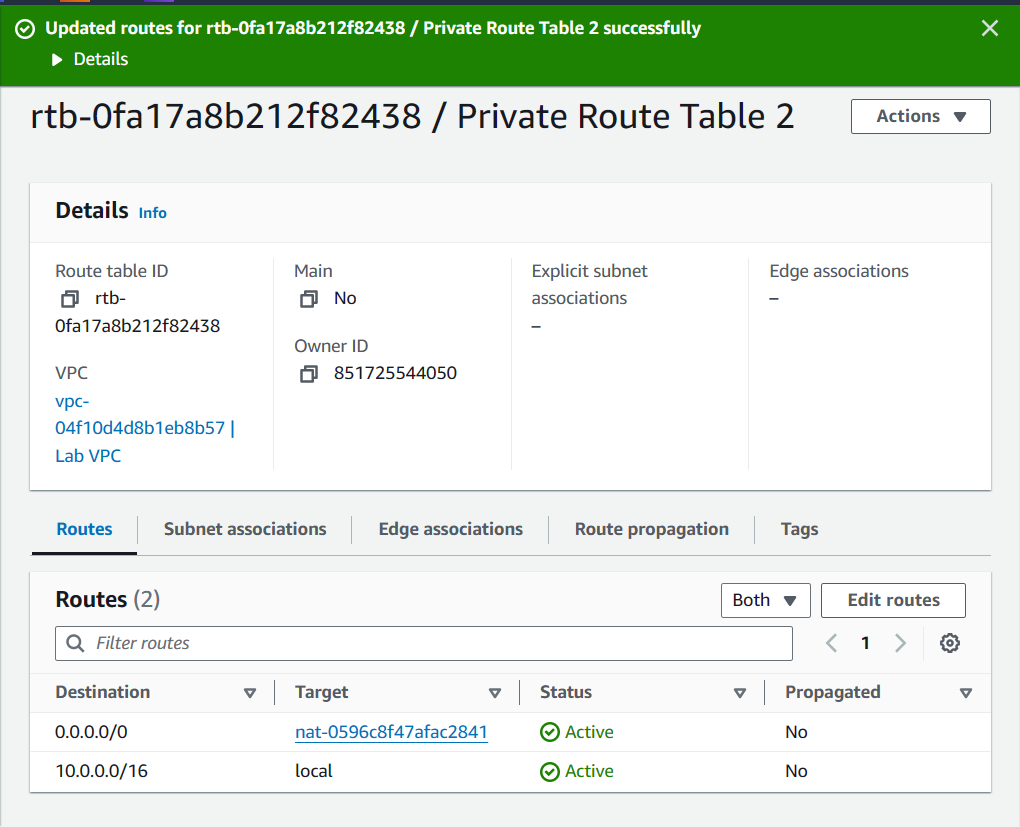 Updated routes for rtb-0fa17a8b212f82438 / Private Route Table 2 successfully
Details
rtb-0fa17a8b212f82438 / Private Route Table 2
Actions
Details Info
Route table ID
rtb-
0fa17a8b212f82438
VPC
vpc-
04f10d4d8b1eb8b57 |
Lab VPC
Main
No
Owner ID
851725544050
Explicit subnet
associations
–
Edge associations
–
Routes Subnet associations Edge associations Route propagation Tags
Routes (2)
Both
Edit routes
Filter routes
1
Destination Target Status Propagated
0.0.0.0/0 nat-0596c8f47afac2841 Active No
10.0.0.0/16 local Active No